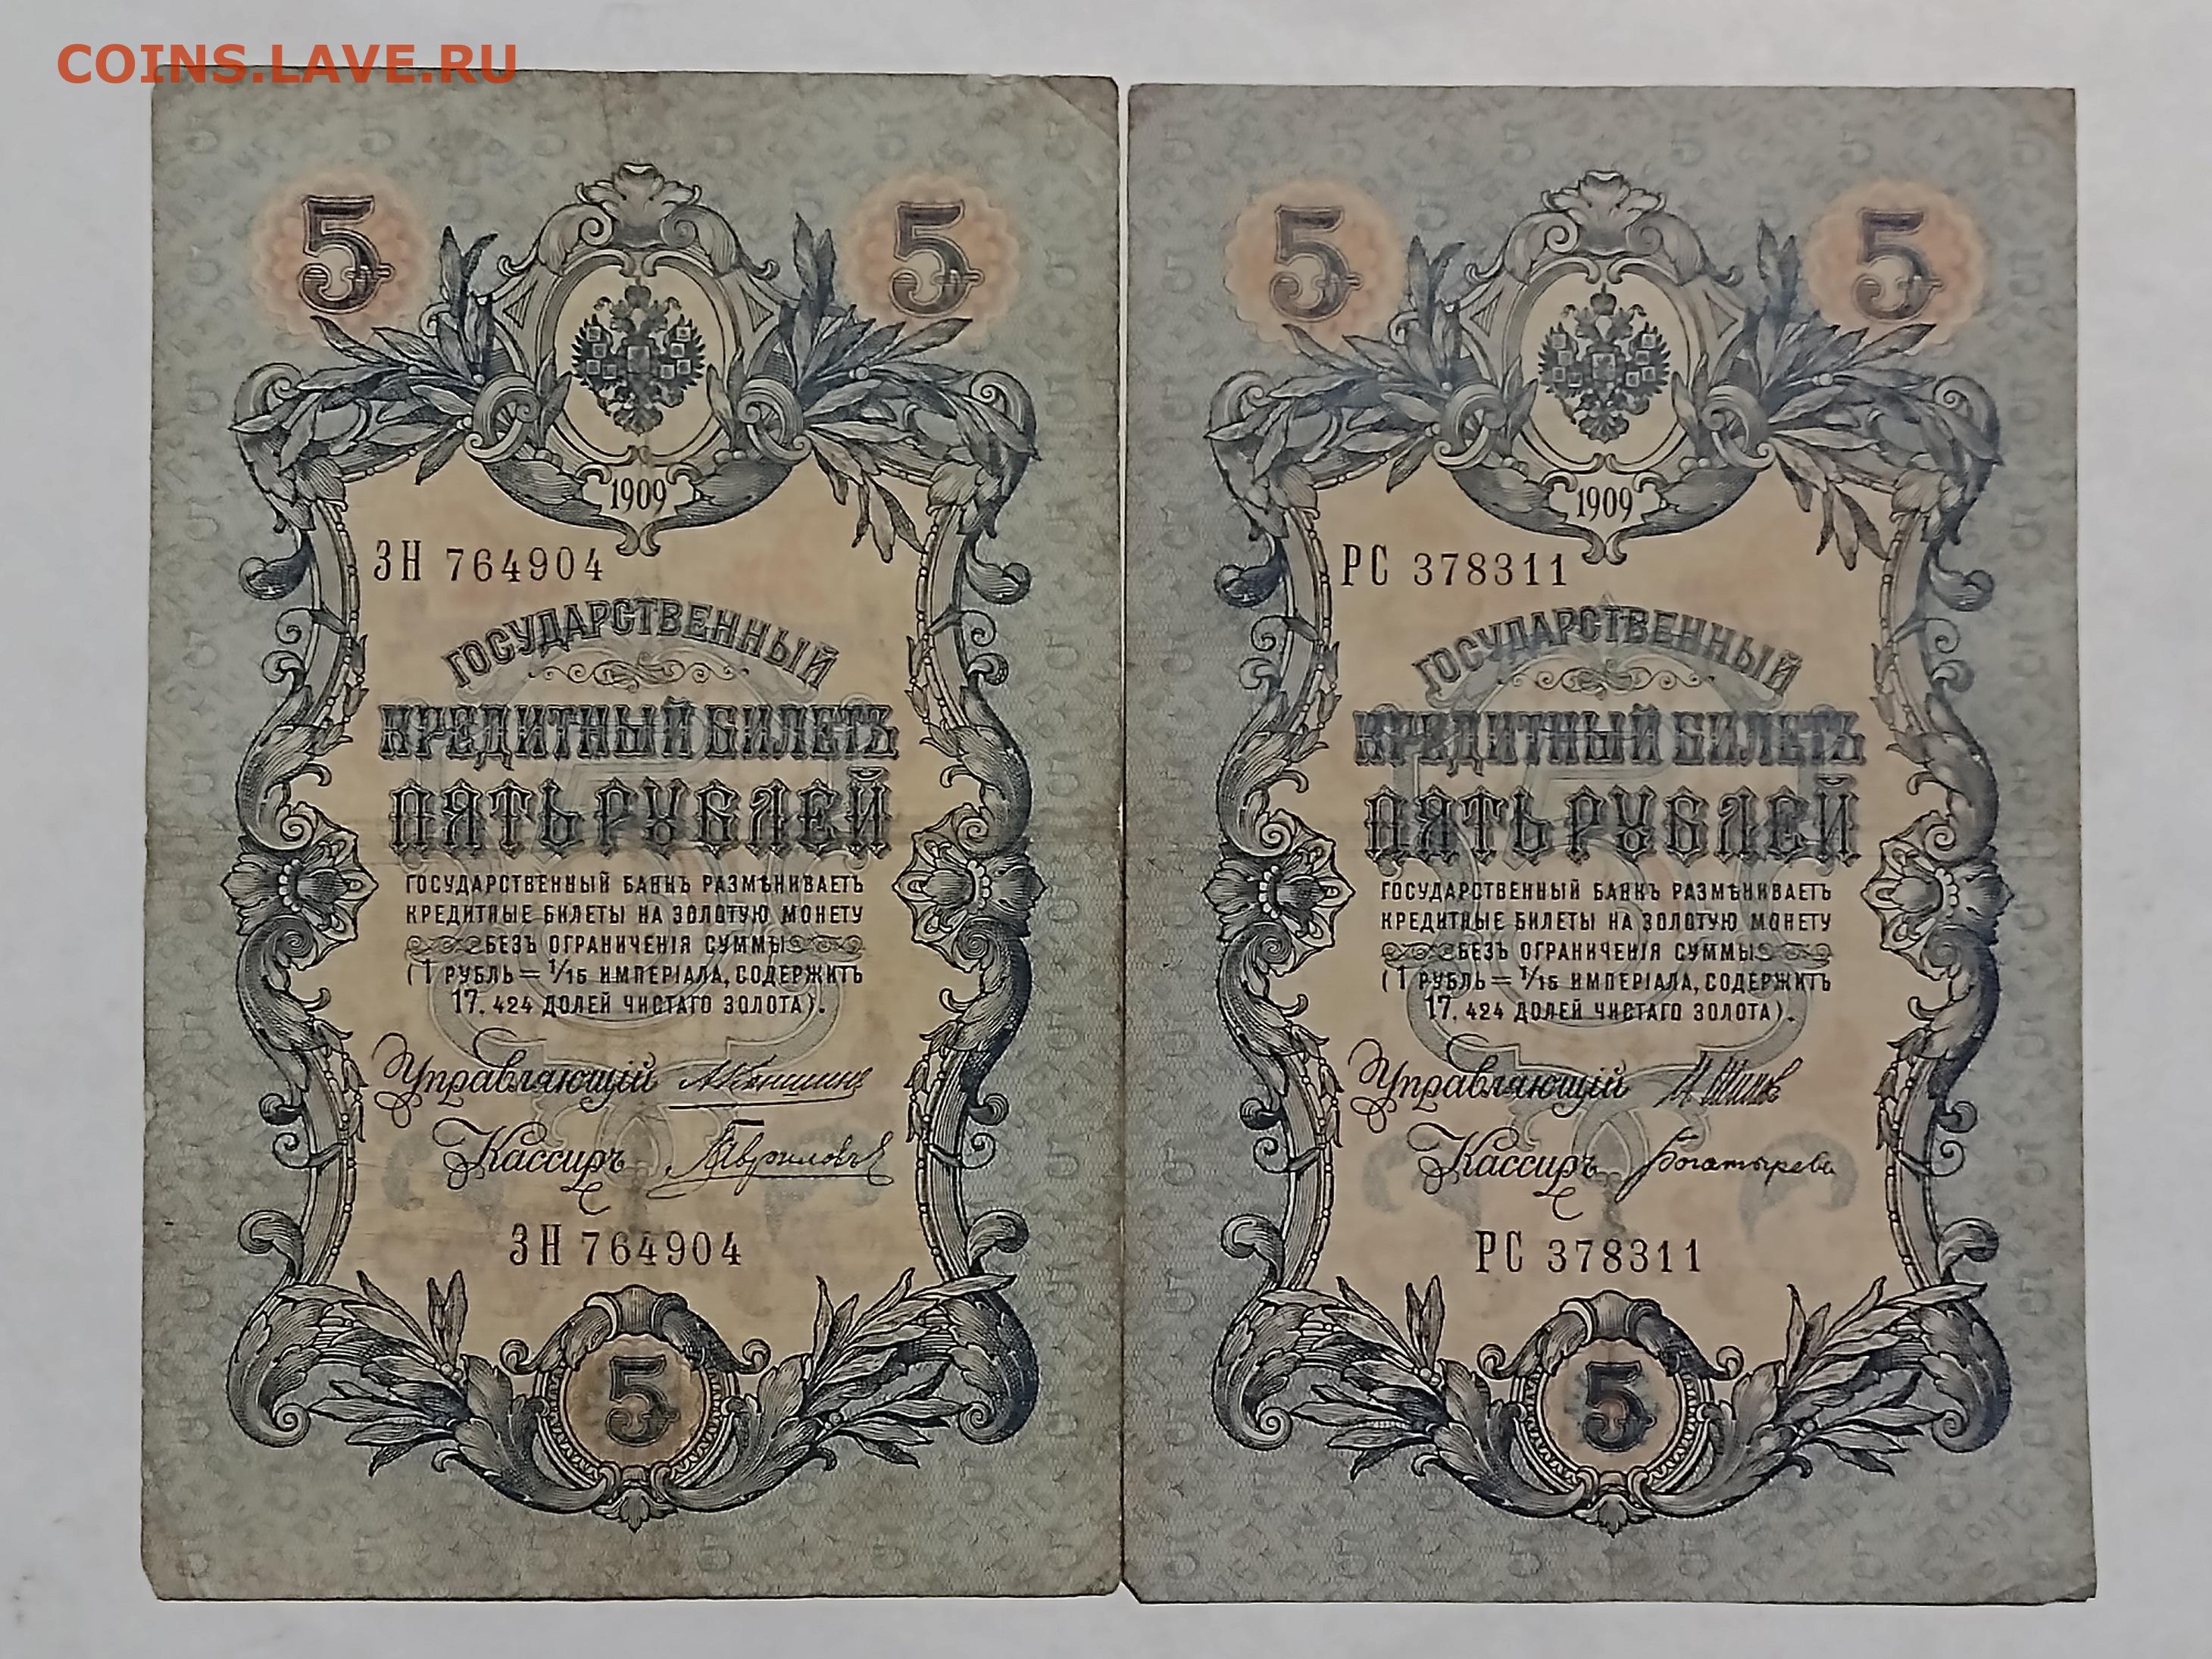 COINS.LAVE.RU
5 5
1909
ЗН 764904
ГОСУДАРСТВЕННЫЙ
КРЕДИТНЫЙ БИЛЕТЪ
ПЯТЬ РУБЛЕЙ
ГОСУДАРСТВЕННЫЙ БАНКЪ РАЗМѢНИВАЕТЪ
КРЕДИТНЫЕ БИЛЕТЫ НА ЗОЛОТУЮ МОНЕТУ
БЕЗЪ ОГРАНИЧЕНІЯ СУММЫ
(1 РУБЛЬ = 1/15 ИМПЕРІАЛА, СОДЕРЖИТЪ
17,424 ДОЛЕЙ ЧИСТАГО ЗОЛОТА).
Управляющій АКоншинъ
Кассиръ Гавриловъ
ЗН 764904
5
5 5
1909
РС 378311
ГОСУДАРСТВЕННЫЙ
КРЕДИТНЫЙ БИЛЕТЪ
ПЯТЬ РУБЛЕЙ
ГОСУДАРСТВЕННЫЙ БАНКЪ РАЗМѢНИВАЕТЪ
КРЕДИТНЫЕ БИЛЕТЫ НА ЗОЛОТУЮ МОНЕТУ
БЕЗЪ ОГРАНИЧЕНІЯ СУММЫ
(1 РУБЛЬ = 1/15 ИМПЕРІАЛА, СОДЕРЖИТЪ
17,424 ДОЛЕЙ ЧИСТАГО ЗОЛОТА).
Управляющій И Шипов
Кассиръ Богатыревъ
РС 378311
5